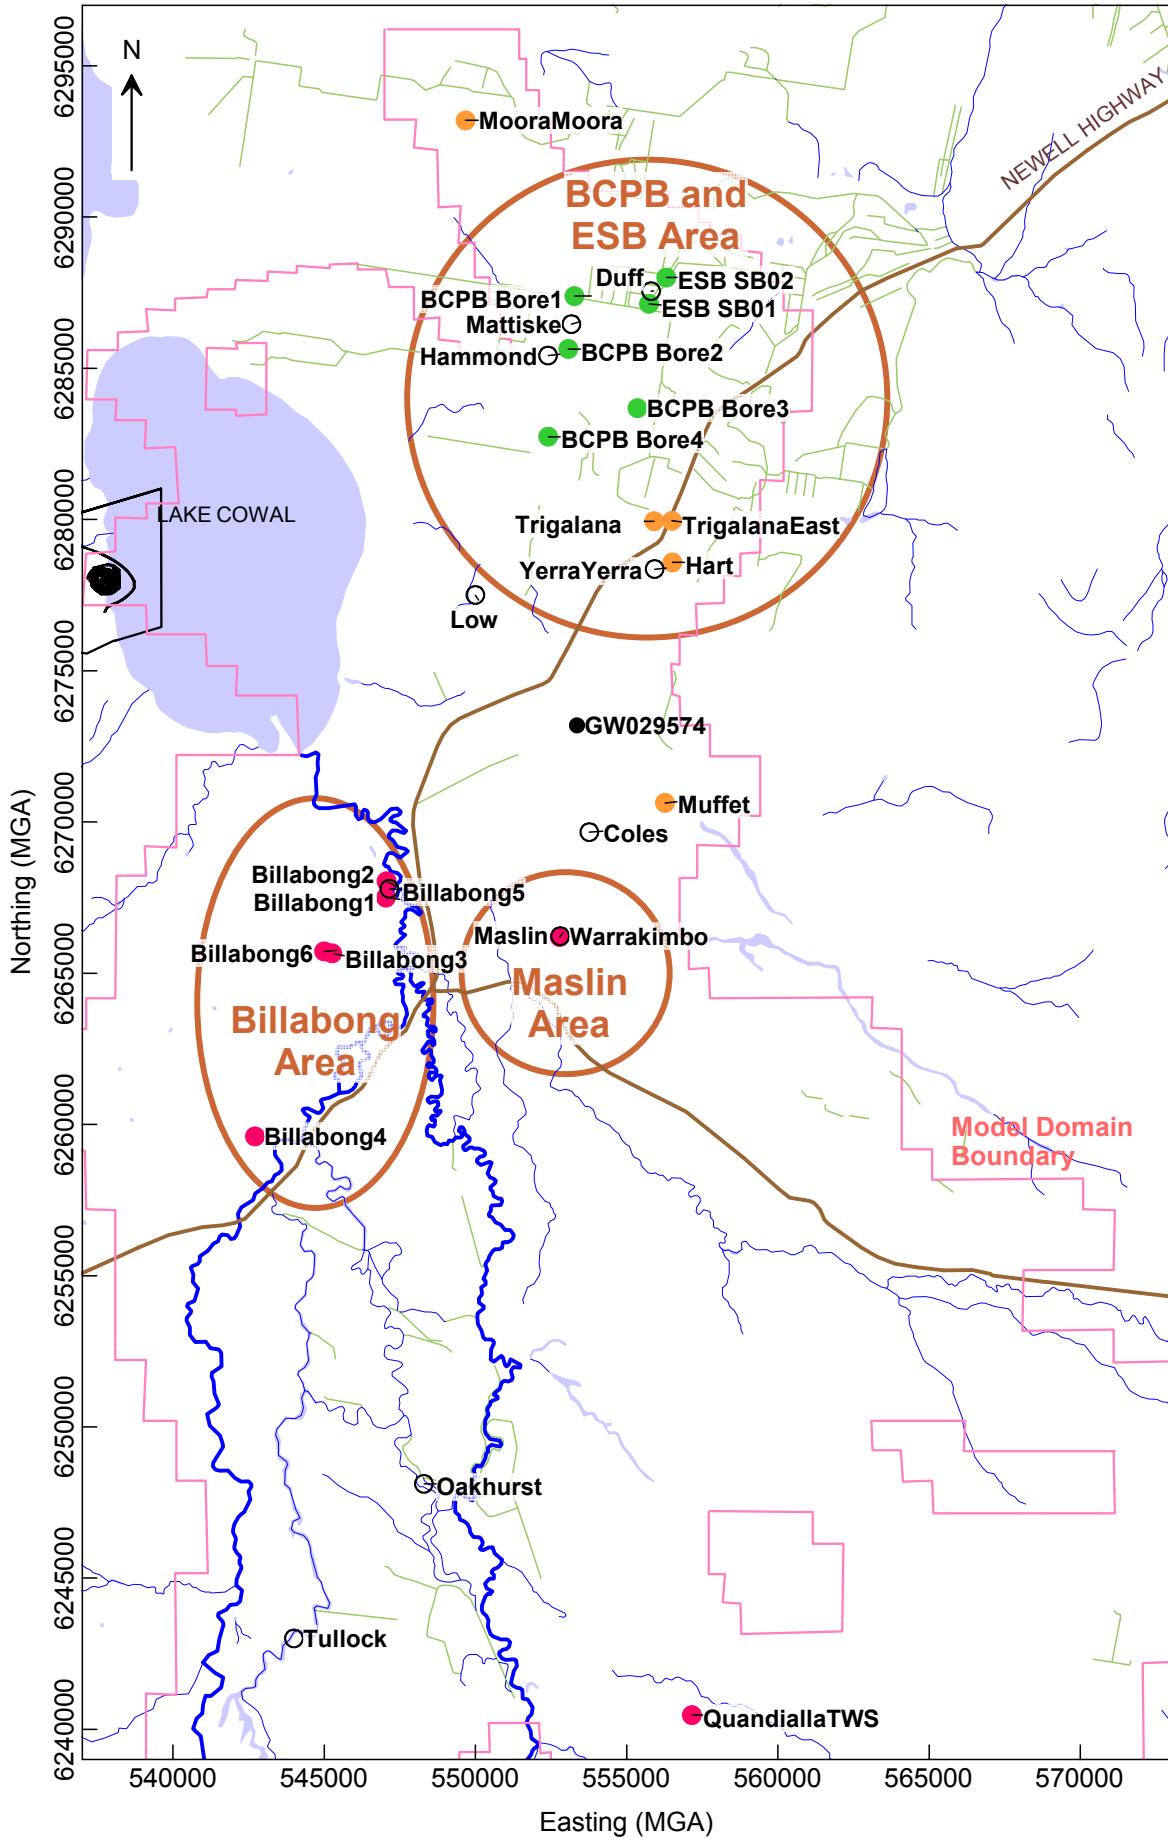 N
NEWELL HIGHWAY
MooraMoora
BCPB and
ESB Area
Duff
ESB SB02
BCPB Bore1
ESB SB01
Mattiske
Hammond
BCPB Bore2
BCPB Bore3
BCPB Bore4
LAKE COWAL
Trigalana
TrigalanaEast
YerraYerra
Hart
Low
GW029574
Muffet
Coles
Billabong2
Billabong5
Billabong1
Maslin
Warrakimbo
Billabong6
Billabong3
Maslin
Area
Billabong
Area
Billabong4
Model Domain
Boundary
Oakhurst
Tullock
QuandiallaTWS
6295000
6290000
6285000
6280000
6275000
6270000
6265000
6260000
6255000
6250000
6245000
6240000
Northing (MGA)
540000
545000
550000
555000
560000
565000
570000
Easting (MGA)